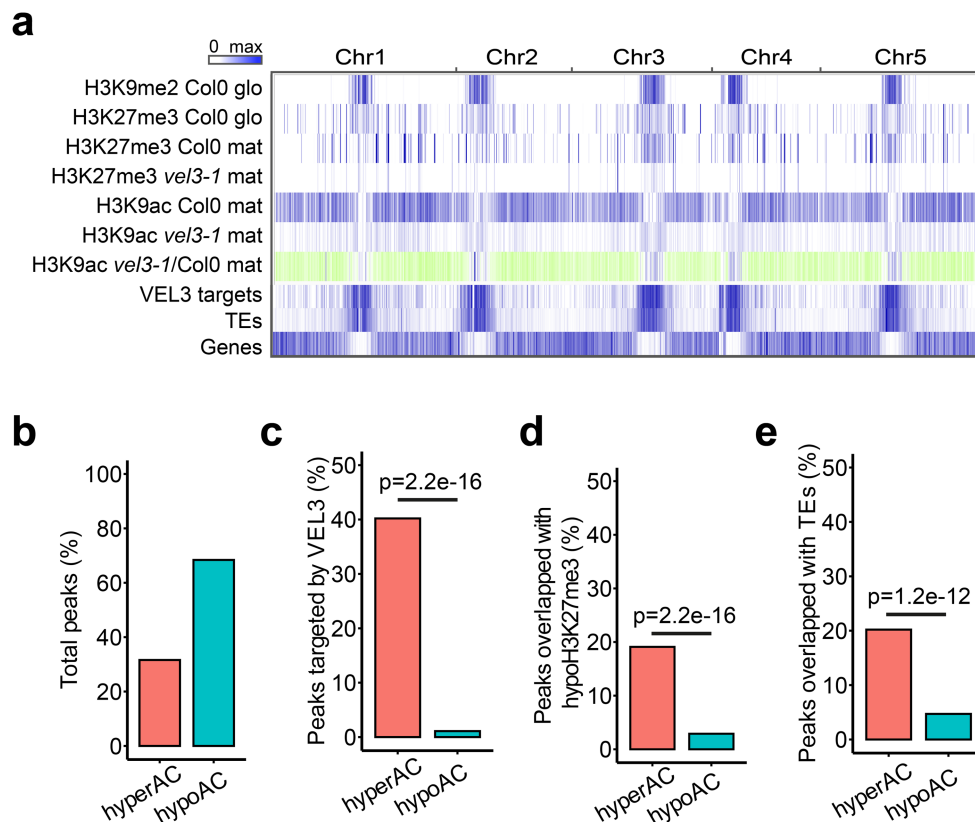 a
0 max
Chr1 Chr2 Chr3 Chr4 Chr5
H3K9me2 Col0 glo
H3K27me3 Col0 glo
H3K27me3 Col0 mat
H3K27me3 vel3-1 mat
H3K9ac Col0 mat
H3K9ac vel3-1 mat
H3K9ac vel3-1/Col0 mat
VEL3 targets
TEs
Genes
b
Total peaks (%)
100
80
60
40
20
0
hyperAC
hypoAC
c
Peaks targeted by VEL3 (%)
50
40
30
20
10
0
p=2.2e-16
hyperAC
hypoAC
d
Peaks overlapped with
hypoH3K27me3 (%)
50
40
30
20
10
0
p=2.2e-16
hyperAC
hypoAC
e
Peaks overlapped with TEs (%)
50
40
30
20
10
0
p=1.2e-12
hyperAC
hypoAC